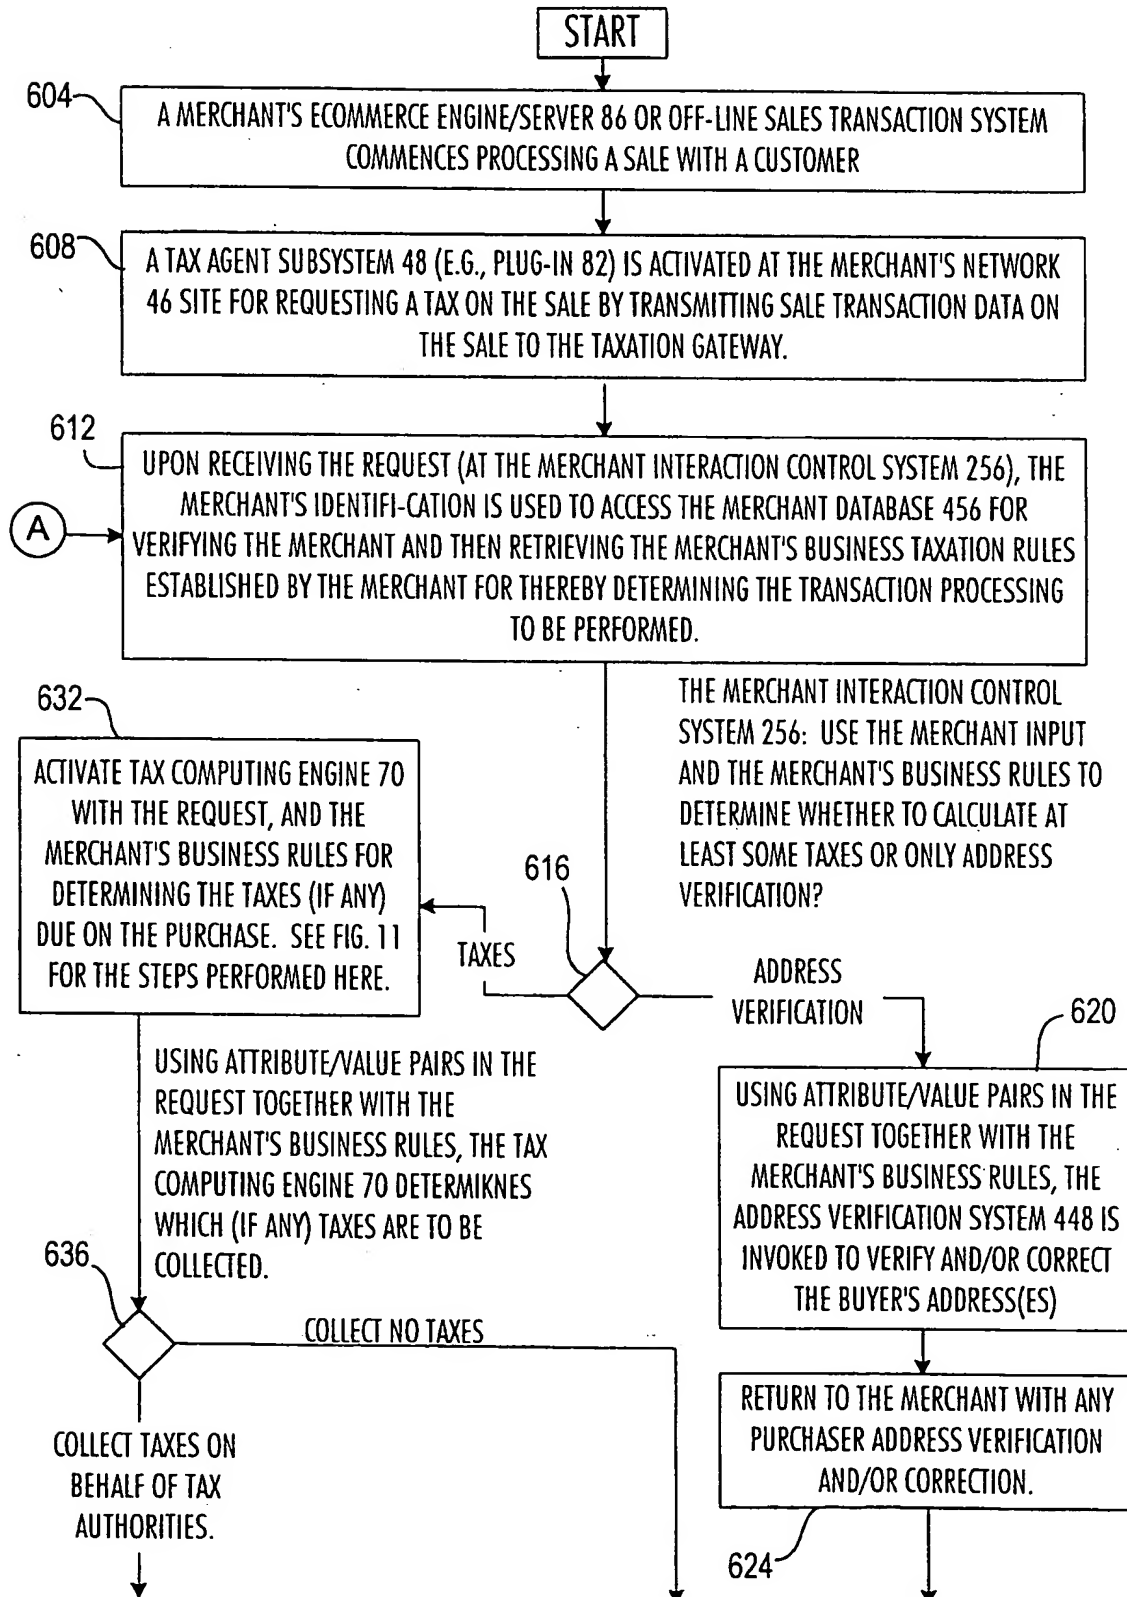 START
604
A MERCHANT'S ECOMMERCE ENGINE/SERVER 86 OR OFF-LINE SALES TRANSACTION SYSTEM
COMMENCES PROCESSING A SALE WITH A CUSTOMER
608
A TAX AGENT SUBSYSTEM 48 (E.G., PLUG-IN 82) IS ACTIVATED AT THE MERCHANT'S NETWORK
46 SITE FOR REQUESTING A TAX ON THE SALE BY TRANSMITTING SALE TRANSACTION DATA ON
THE SALE TO THE TAXATION GATEWAY.
612
UPON RECEIVING THE REQUEST (AT THE MERCHANT INTERACTION CONTROL SYSTEM 256), THE
MERCHANT'S IDENTIFI-CATION IS USED TO ACCESS THE MERCHANT DATABASE 456 FOR
VERIFYING THE MERCHANT AND THEN RETRIEVING THE MERCHANT'S BUSINESS TAXATION RULES
ESTABLISHED BY THE MERCHANT FOR THEREBY DETERMINING THE TRANSACTION PROCESSING
TO BE PERFORMED.
A
THE MERCHANT INTERACTION CONTROL
SYSTEM 256: USE THE MERCHANT INPUT
AND THE MERCHANT'S BUSINESS RULES TO
DETERMINE WHETHER TO CALCULATE AT
LEAST SOME TAXES OR ONLY ADDRESS
VERIFICATION?
632
ACTIVATE TAX COMPUTING ENGINE 70
WITH THE REQUEST, AND THE
MERCHANT'S BUSINESS RULES FOR
DETERMINING THE TAXES (IF ANY)
DUE ON THE PURCHASE. SEE FIG. 11
FOR THE STEPS PERFORMED HERE.
616
TAXES
ADDRESS
VERIFICATION
620
USING ATTRIBUTE/VALUE PAIRS IN THE
REQUEST TOGETHER WITH THE
MERCHANT'S BUSINESS RULES, THE TAX
COMPUTING ENGINE 70 DETERMIKNES
WHICH (IF ANY) TAXES ARE TO BE
COLLECTED.
USING ATTRIBUTE/VALUE PAIRS IN THE
REQUEST TOGETHER WITH THE
MERCHANT'S BUSINESS RULES, THE
ADDRESS VERIFICATION SYSTEM 448 IS
INVOKED TO VERIFY AND/OR CORRECT
THE BUYER'S ADDRESS(ES)
636
COLLECT NO TAXES
COLLECT TAXES ON
BEHALF OF TAX
AUTHORITIES.
RETURN TO THE MERCHANT WITH ANY
PURCHASER ADDRESS VERIFICATION
AND/OR CORRECTION.
624